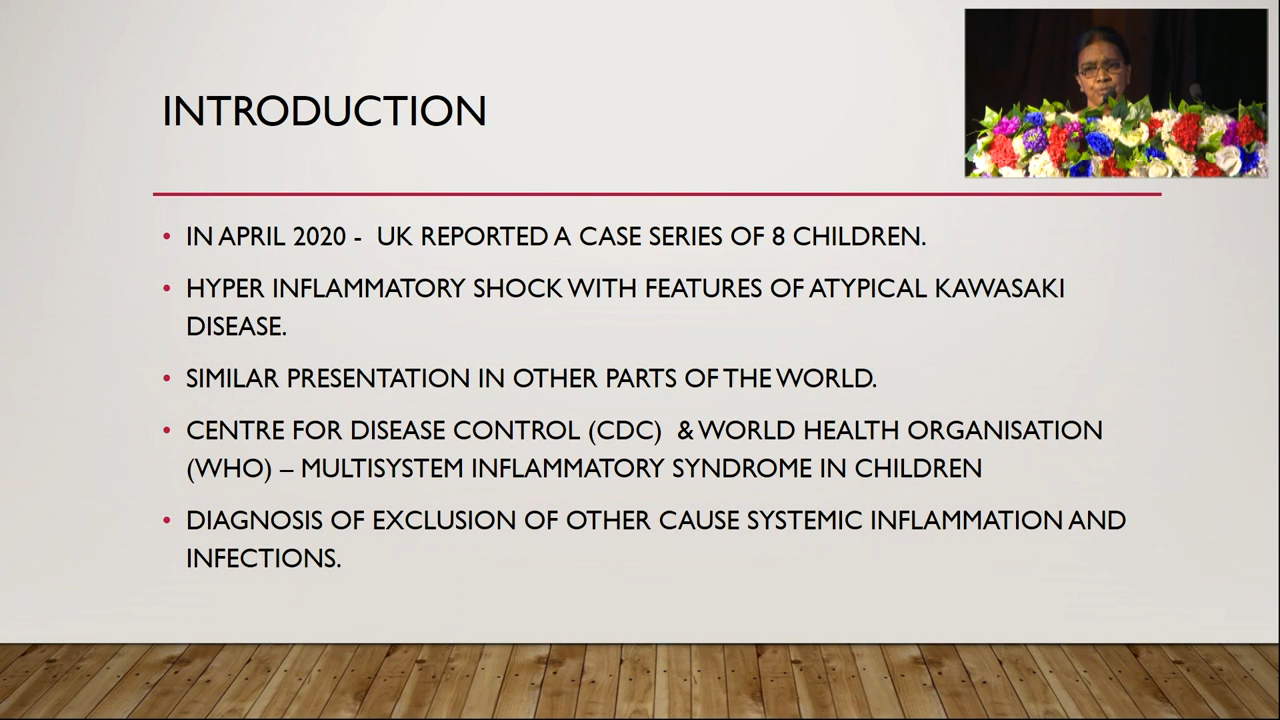 INTRODUCTION
• IN APRIL 2020 - UK REPORTED A CASE SERIES OF 8 CHILDREN.
• HYPER INFLAMMATORY SHOCK WITH FEATURES OF ATYPICAL KAWASAKI
DISEASE.
• SIMILAR PRESENTATION IN OTHER PARTS OF THE WORLD.
• CENTRE FOR DISEASE CONTROL (CDC) & WORLD HEALTH ORGANISATION
(WHO) – MULTISYSTEM INFLAMMATORY SYNDROME IN CHILDREN
• DIAGNOSIS OF EXCLUSION OF OTHER CAUSE SYSTEMIC INFLAMMATION AND
INFECTIONS.